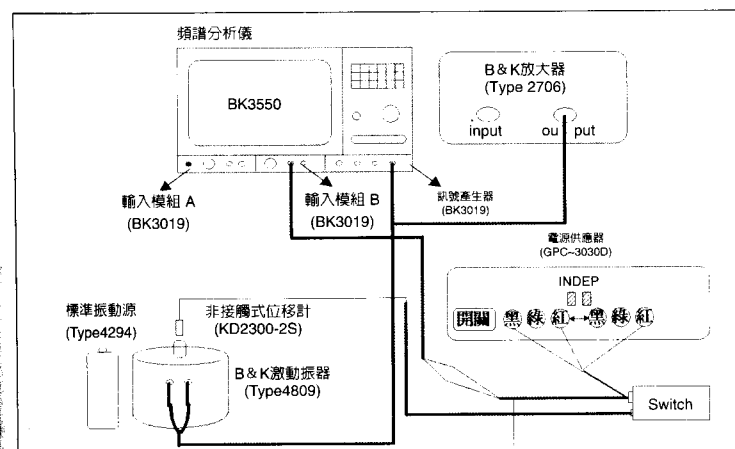 頻譜分析儀
BK3550
B&K放大器
(Type 2706)
input
ou put
輸入模組 A
(BK3019)
輸入模組 B
(BK3019)
訊號產生器
(BK3019)
電源供應器
(GPC-3030D)
INDEP
開關 黑 綠 紅 黑 綠 紅
標準振動源
(Type4294)
非接觸式位移計
(KD2300-2S)
B&K激動振器
(Type4809)
Switch